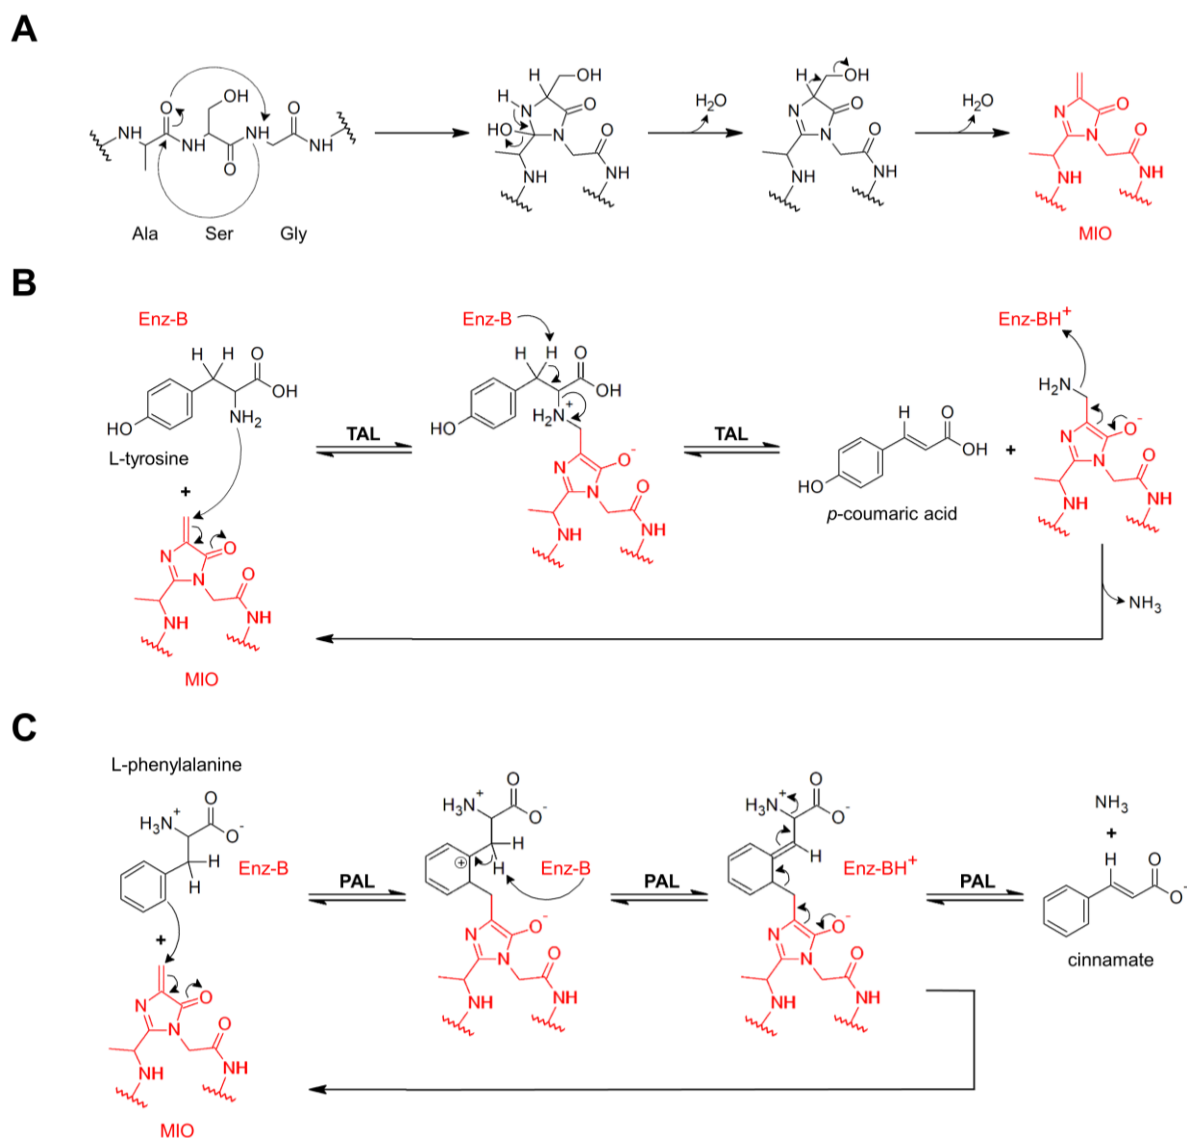 A
NH
O
NH
OH
O
NH
O
NH
Ala
Ser
Gly
H
OH
H
N
O
HO
N
O
NH
NH
H2O
H
OH
N
O
N
O
NH
NH
H2O
N
O
N
O
NH
NH
MIO
B
Enz-B
H H O
OH
NH2
HO
L-tyrosine
+
N
O
N
O
NH
NH
MIO
TAL
Enz-B
H H O
OH
H2N+
HO
N
O-
N
O
NH
NH
TAL
H O
OH
HO
p-coumaric acid
+
Enz-BH+
H2N
N
O-
N
O
NH
NH
NH3
C
L-phenylalanine
H3N+
O
O-
H
H
Enz-B
+
N
O
N
O
NH
NH
MIO
PAL
H3N+
O
O-
H
H
+
Enz-B
N
O-
N
O
NH
NH
PAL
H3N+
O
O-
H
Enz-BH+
N
O-
N
O
NH
NH
PAL
NH3
+
H O
O-
cinnamate